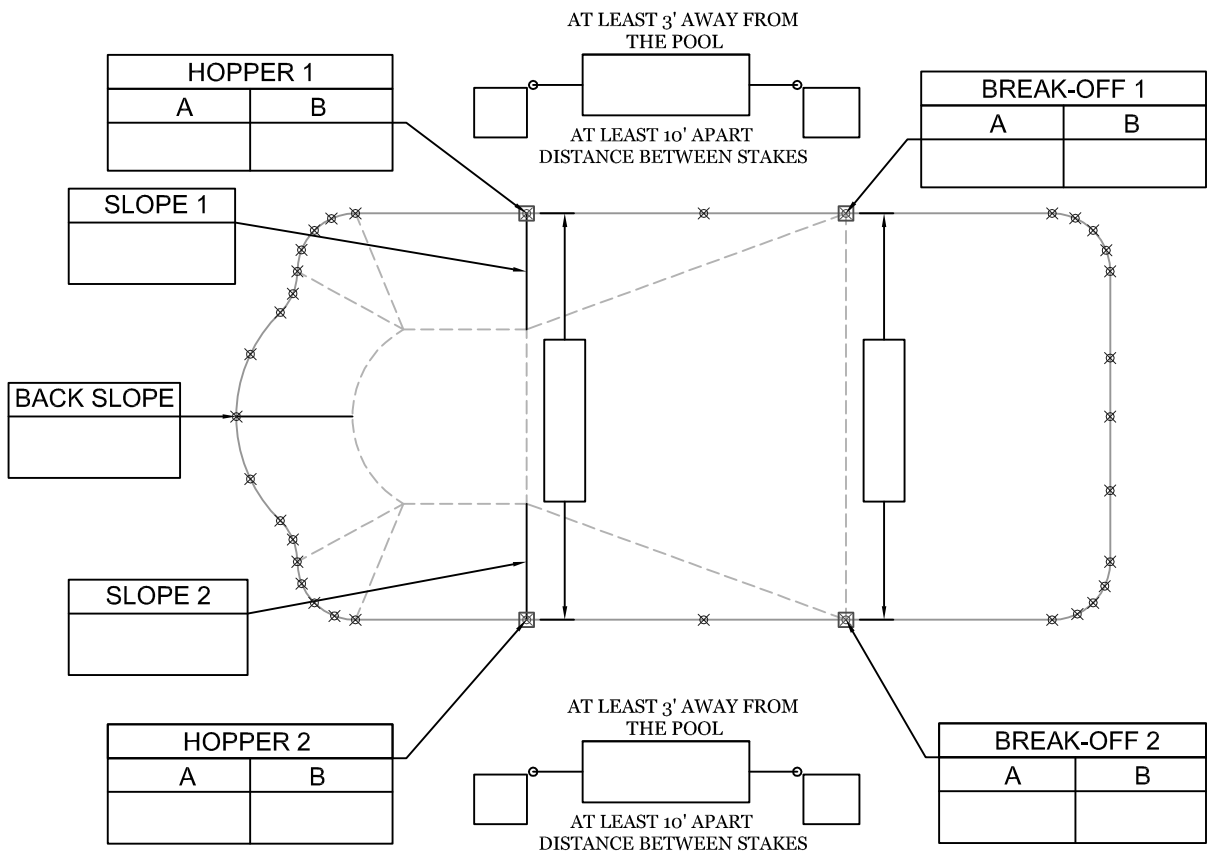 AT LEAST 3' AWAY FROM
THE POOL
HOPPER 1
A B
BREAK-OFF 1
A B
AT LEAST 10' APART
DISTANCE BETWEEN STAKES
SLOPE 1
BACK SLOPE
SLOPE 2
AT LEAST 3' AWAY FROM
THE POOL
HOPPER 2
A B
BREAK-OFF 2
A B
AT LEAST 10' APART
DISTANCE BETWEEN STAKES